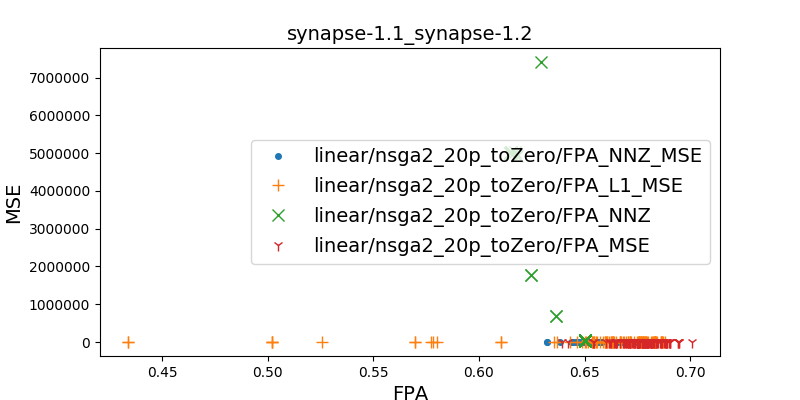 synapse-1.1_synapse-1.2
MSE
7000000
6000000
5000000
4000000
3000000
2000000
1000000
0
linear/nsga2_20p_toZero/FPA_NNZ_MSE
linear/nsga2_20p_toZero/FPA_L1_MSE
linear/nsga2_20p_toZero/FPA_NNZ
linear/nsga2_20p_toZero/FPA_MSE
0.45 0.50 0.55 0.60 0.65 0.70
FPA